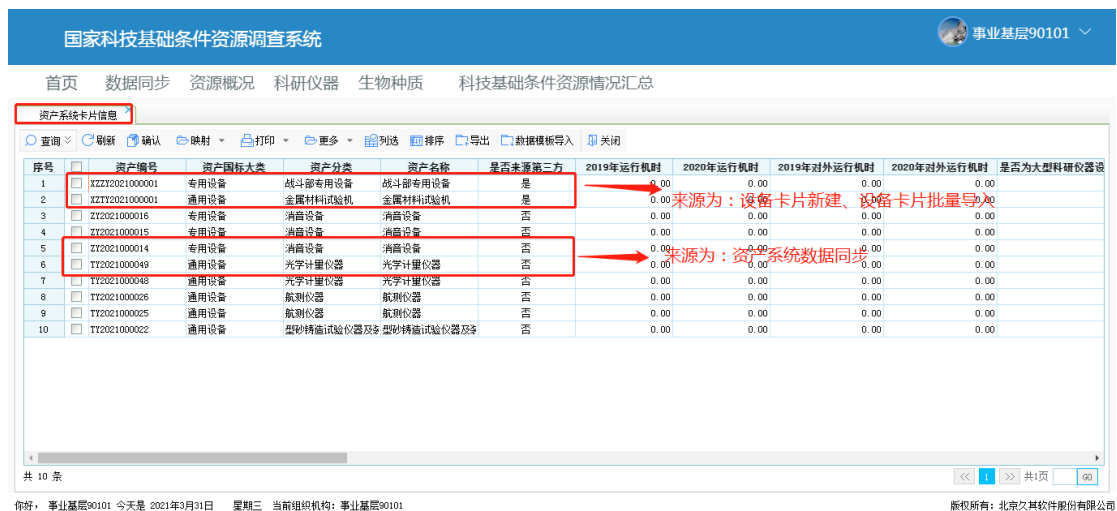 国家科技基础条件资源调查系统 事业基层90101
首页 数据同步 资源概况 科研仪器 生物种质 科技基础条件资源情况汇总
资产系统卡片信息
查询 刷新 确认 映射 打印 更多 列选 排序 导出 数据模板导入 关闭
序号 资产编号 资产国标大类 资产分类 资产名称 是否来源第三方 2019年运行机时 2020年运行机时 2019年对外运行机时 2020年对外运行机时 是否为大型科研仪器设
1 XZZY2021000001 专用设备 战斗部专用设备 战斗部专用设备 是 0.00 0.00 0.00 0.00
2 XZTY2021000001 通用设备 金属材料试验机 金属材料试验机 是 0.00 0.00 0.00 0.00
来源为：设备卡片新建、设备卡片批量导入
3 ZY2021000016 专用设备 消音设备 消音设备 否 0.00 0.00 0.00 0.00
4 ZY2021000015 专用设备 消音设备 消音设备 否 0.00 0.00 0.00 0.00
5 ZY2021000014 专用设备 消音设备 消音设备 否 0.00 0.00 0.00 0.00
来源为：资产系统数据同步
6 TY2021000049 通用设备 光学计量仪器 光学计量仪器 否 0.00 0.00 0.00 0.00
7 TY2021000048 通用设备 光学计量仪器 光学计量仪器 否 0.00 0.00 0.00 0.00
8 TY2021000026 通用设备 航测仪器 航测仪器 否 0.00 0.00 0.00 0.00
9 TY2021000025 通用设备 航测仪器 航测仪器 否 0.00 0.00 0.00 0.00
10 TY2021000022 通用设备 型砂铸造试验仪器及装 型砂铸造试验仪器及装 否 0.00 0.00 0.00 0.00
共 10 条 << 1 >> 共1页 GO
你好， 事业基层90101 今天是 2021年3月31日 星期三 当前组织机构：事业基层90101 版权所有：北京久其软件股份有限公司